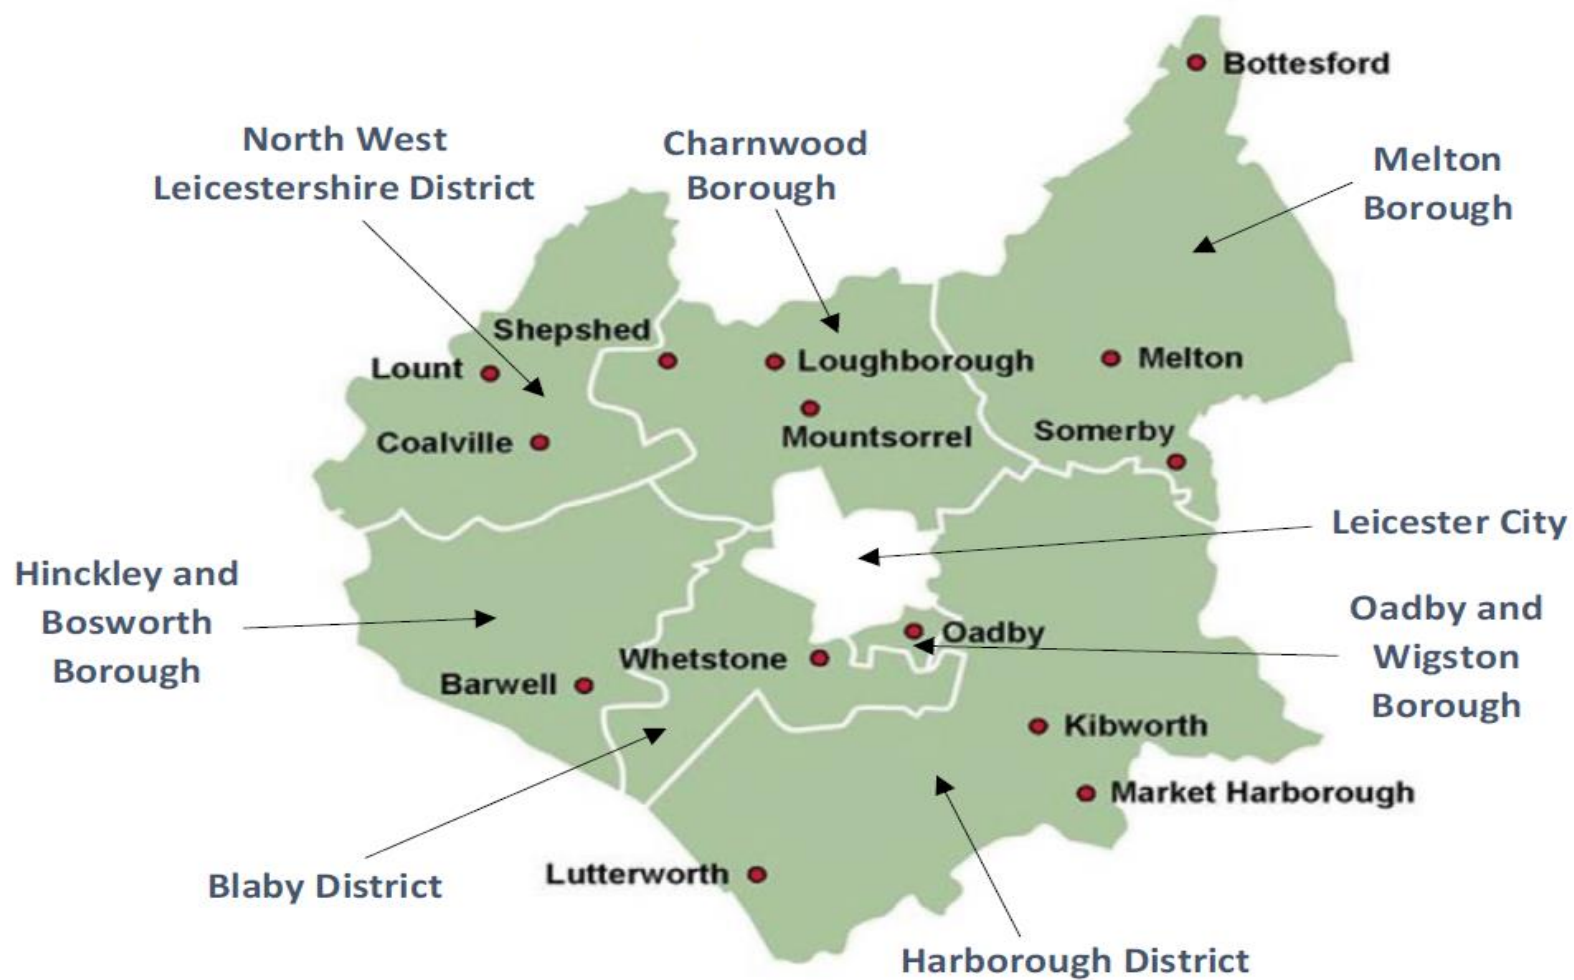 Bottesford
North West
Leicestershire District
Charnwood
Borough
Melton
Borough
Shepshed
Lount
Loughborough
Melton
Coalville
Mountsorrel
Somerby
Leicester City
Hinckley and
Bosworth
Borough
Oadby and
Wigston
Borough
Oadby
Whetstone
Barwell
Kibworth
Market Harborough
Blaby District
Lutterworth
Harborough District